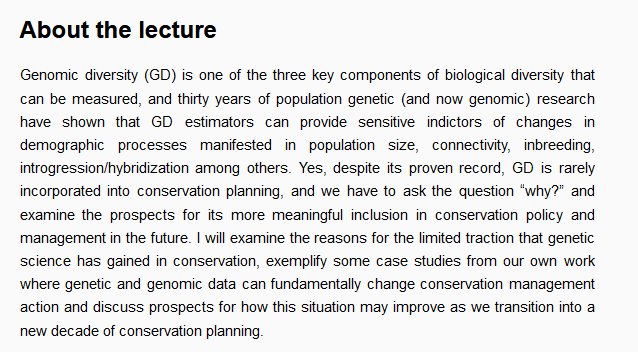 About the lecture
Genomic diversity (GD) is one of the three key components of biological diversity that
can be measured, and thirty years of population genetic (and now genomic) research
have shown that GD estimators can provide sensitive indictors of changes in
demographic processes manifested in population size, connectivity, inbreeding,
introgression/hybridization among others. Yes, despite its proven record, GD is rarely
incorporated into conservation planning, and we have to ask the question “why?” and
examine the prospects for its more meaningful inclusion in conservation policy and
management in the future. I will examine the reasons for the limited traction that genetic
science has gained in conservation, exemplify some case studies from our own work
where genetic and genomic data can fundamentally change conservation management
action and discuss prospects for how this situation may improve as we transition into a
new decade of conservation planning.